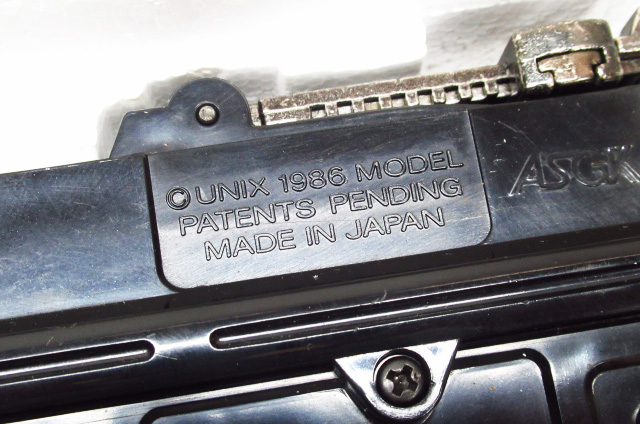 © UNIX 1986 MODEL
PATENTS PENDING
MADE IN JAPAN
ASGK